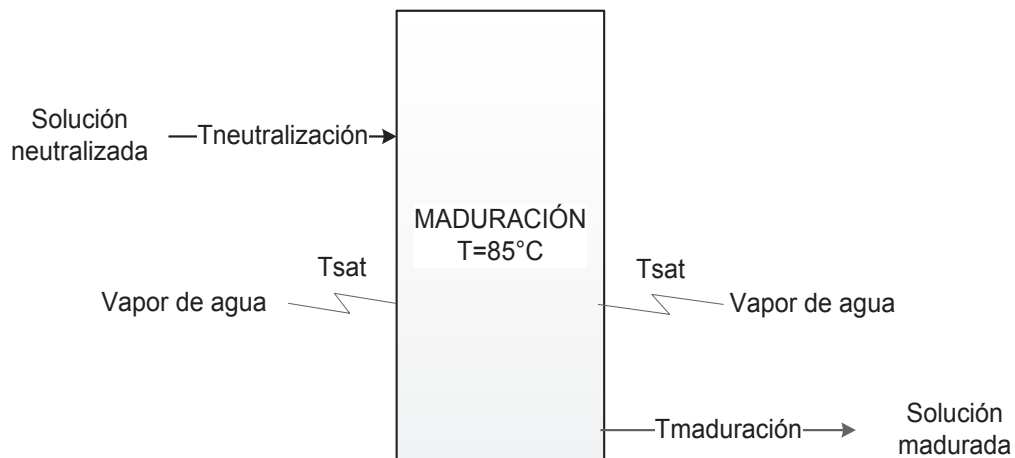 Solución
neutralizada
Tneutralización
MADURACIÓN
T=85°C
Tsat
Vapor de agua
Tsat
Vapor de agua
Tmaduración
Solución
madurada